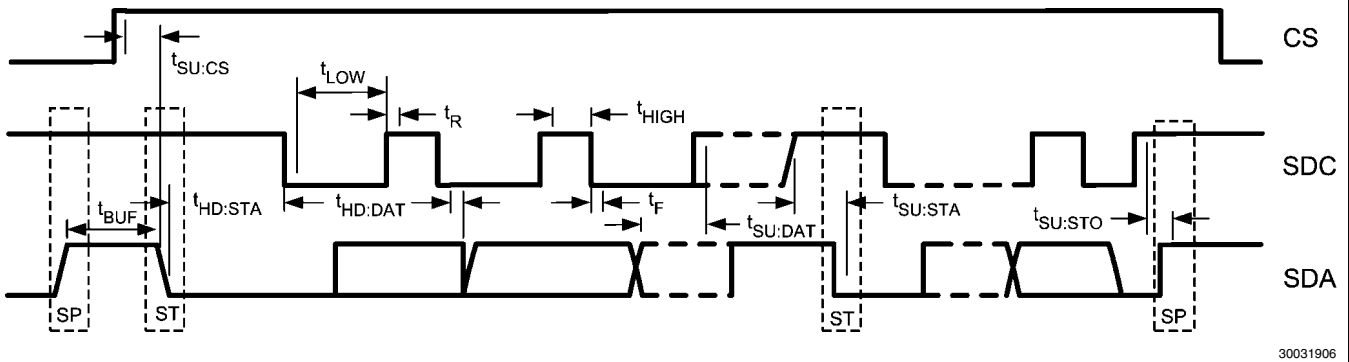 CS
tSU:CS
tLOW
tR
tHIGH
SDC
tBUF
tHD:STA
tHD:DAT
tF
tSU:DAT
tSU:STA
tSU:STO
SDA
SP
ST
ST
SP
30031906